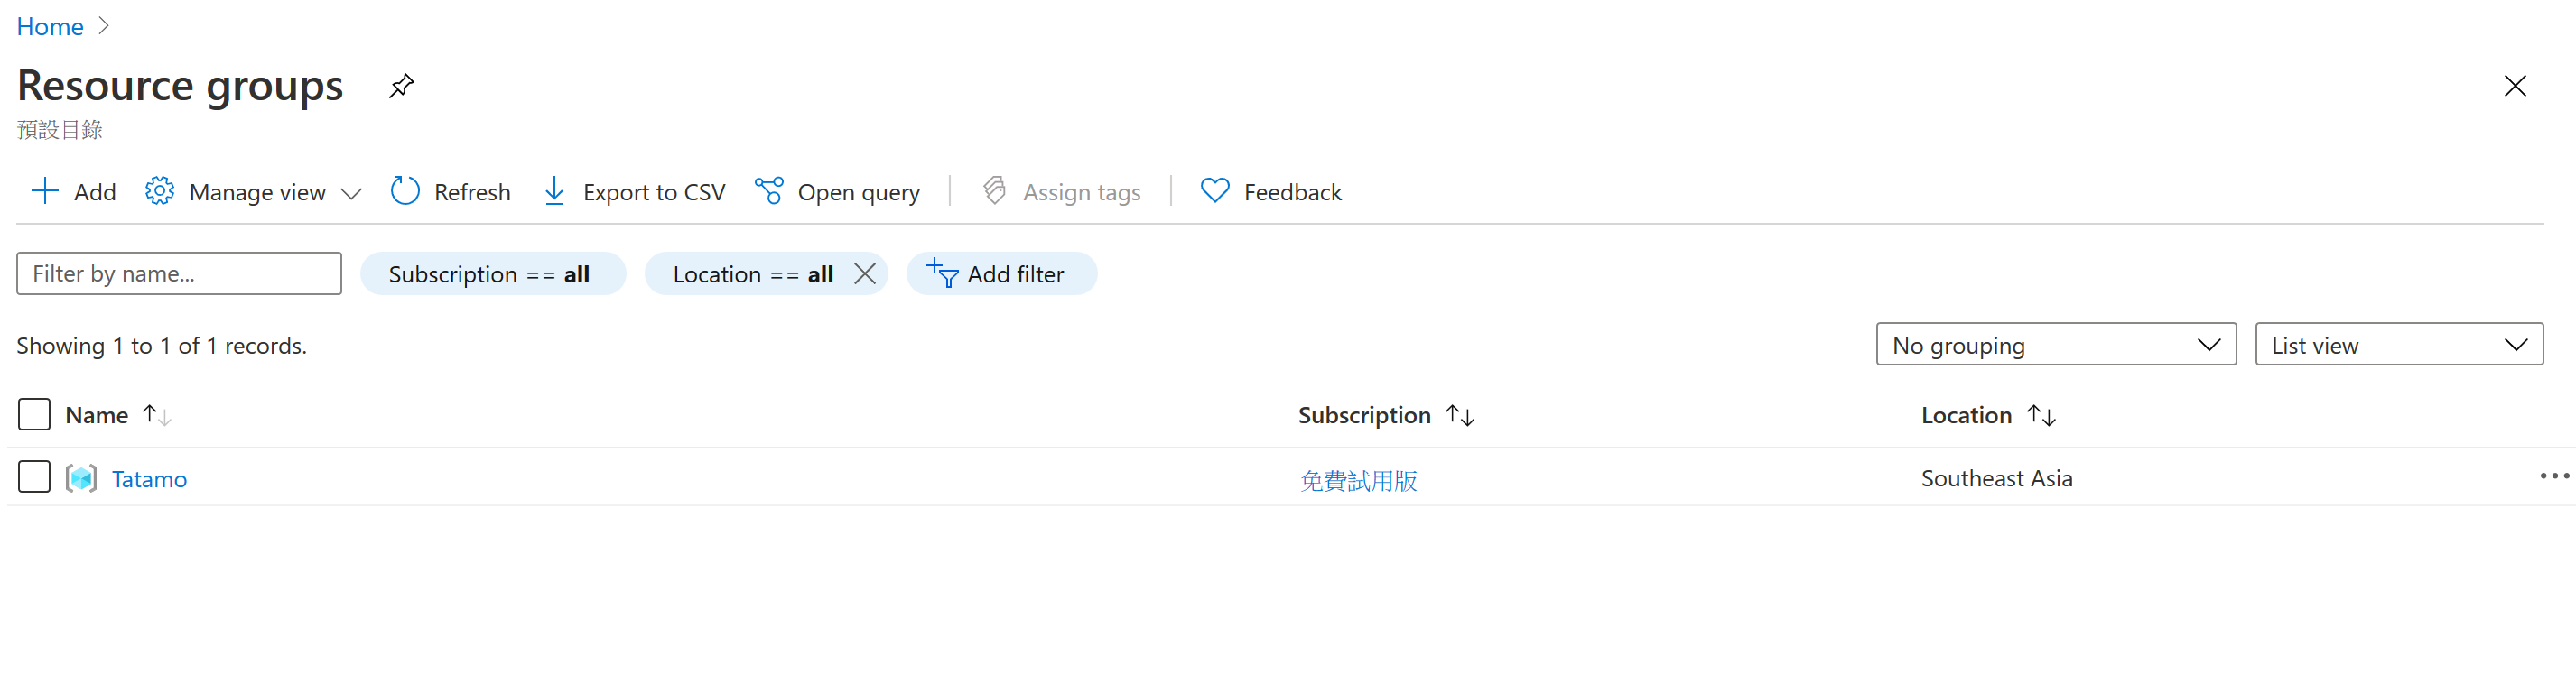 Home
Resource groups
預設目錄
Add Manage view Refresh Export to CSV Open query Assign tags Feedback
Filter by name... Subscription == all Location == all Add filter
Showing 1 to 1 of 1 records. No grouping List view
Name Subscription Location
Tatamo 免費試用版 Southeast Asia